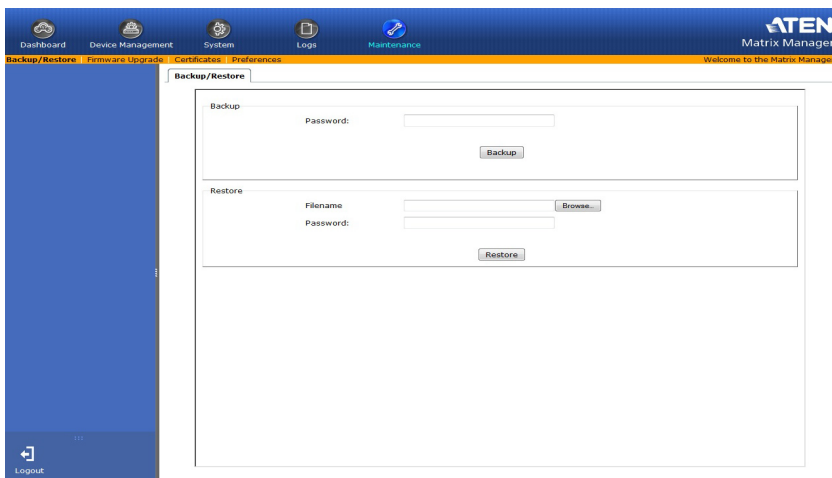 ATEN
Dashboard Device Management System Logs Maintenance Matrix Manager
Backup/Restore Firmware Upgrade Certificates Preferences Welcome to the Matrix Manage
Backup/Restore
Backup
Password:
Backup
Restore
Filename Browse..
Password:
Restore
Logout